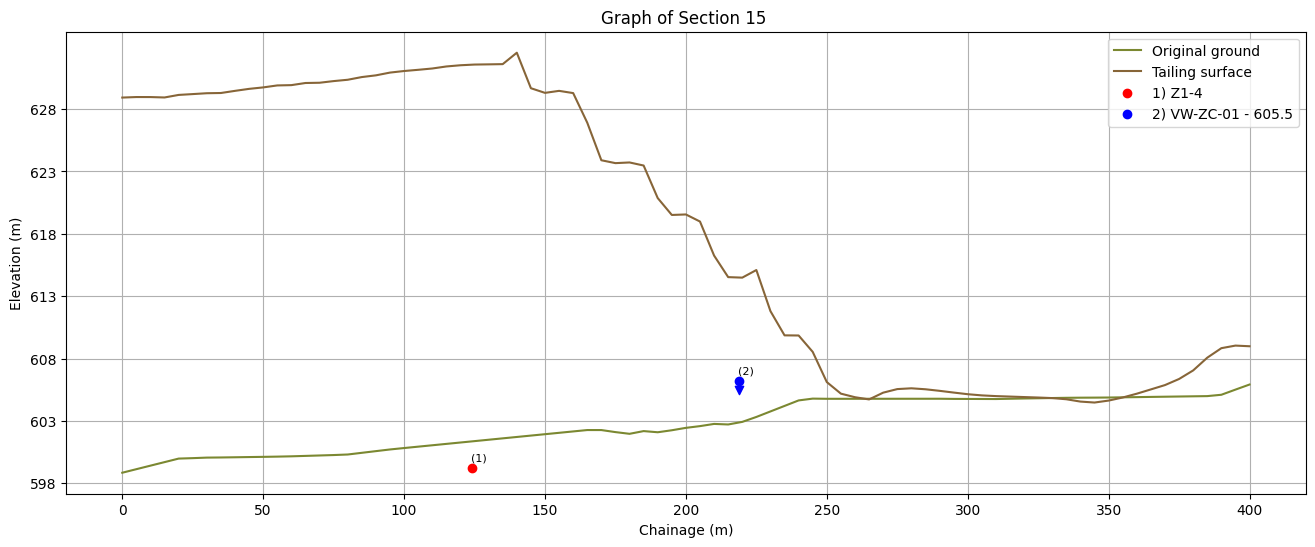 Graph of Section 15
Original ground
Tailing surface
1) Z1-4
2) VW-ZC-01 - 605.5
628
623
618
613
608
603
598
Elevation (m)
(2)
(1)
0 50 100 150 200 250 300 350 400
Chainage (m)